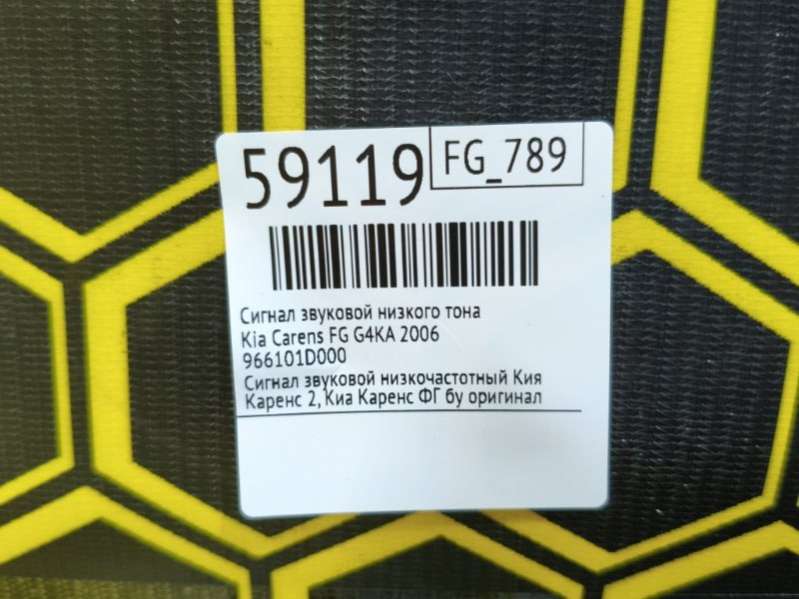 59119 FG_789
Сигнал звуковой низкого тона
Kia Carens FG G4KA 2006
966101D000
Сигнал звуковой низкочастотный Кия
Каренс 2, Киа Каренс ФГ бу оригинал